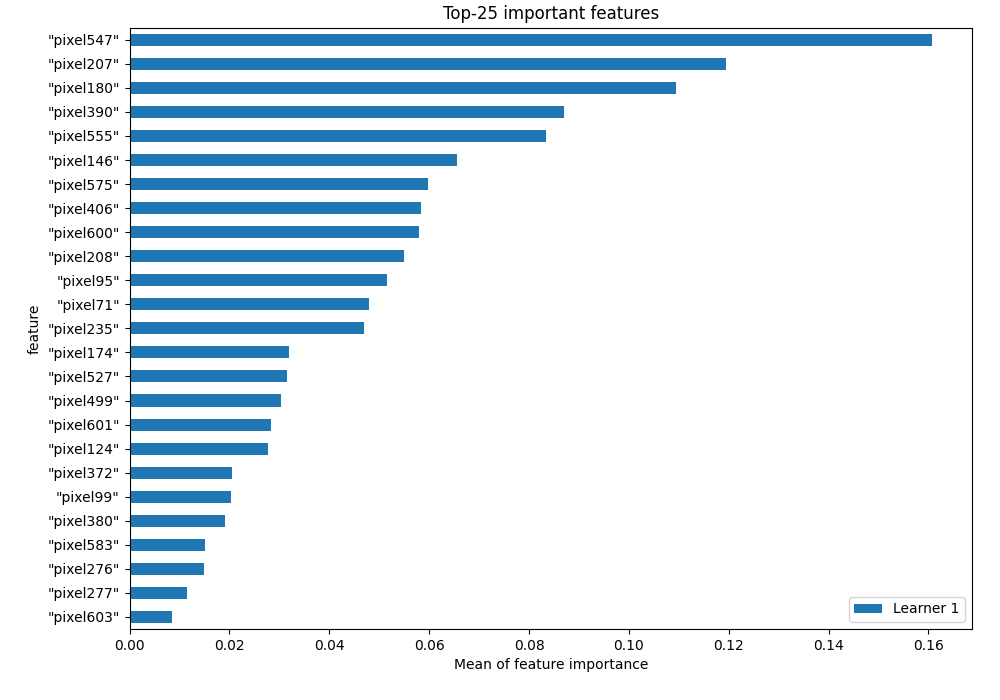 Top-25 important features
"pixel547"
"pixel207"
"pixel180"
"pixel390"
"pixel555"
"pixel146"
"pixel575"
"pixel406"
"pixel600"
"pixel208"
"pixel95"
"pixel71"
"pixel235"
"pixel174"
"pixel527"
"pixel499"
"pixel601"
"pixel124"
"pixel372"
"pixel99"
"pixel380"
"pixel583"
"pixel276"
"pixel277"
"pixel603"
feature
Learner 1
0.00 0.02 0.04 0.06 0.08 0.10 0.12 0.14 0.16
Mean of feature importance